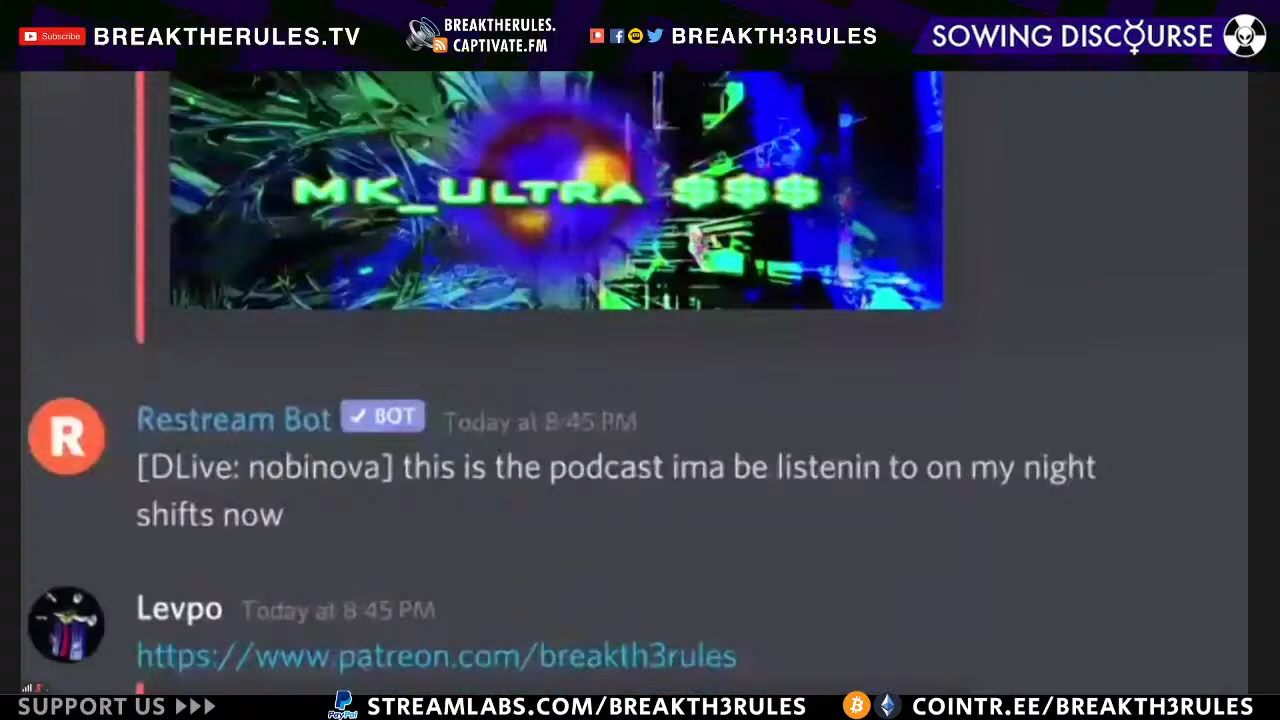 Subscribe BREAKTHERULES.TV
BREAKTHERULES.
CAPTIVATE.FM
BREAKTH3RULES
SOWING DISCOURSE
MK_ULTRA $$$
R
Restream Bot ✓ BOT Today at 8:45 PM
[DLive: nobinova] this is the podcast ima be listenin to on my night
shifts now
Levpo Today at 8:45 PM
https://www.patreon.com/breakth3rules
SUPPORT US >>>
PayPal
STREAMLABS.COM/BREAKTH3RULES
COINTR.EE/BREAKTH3RULES